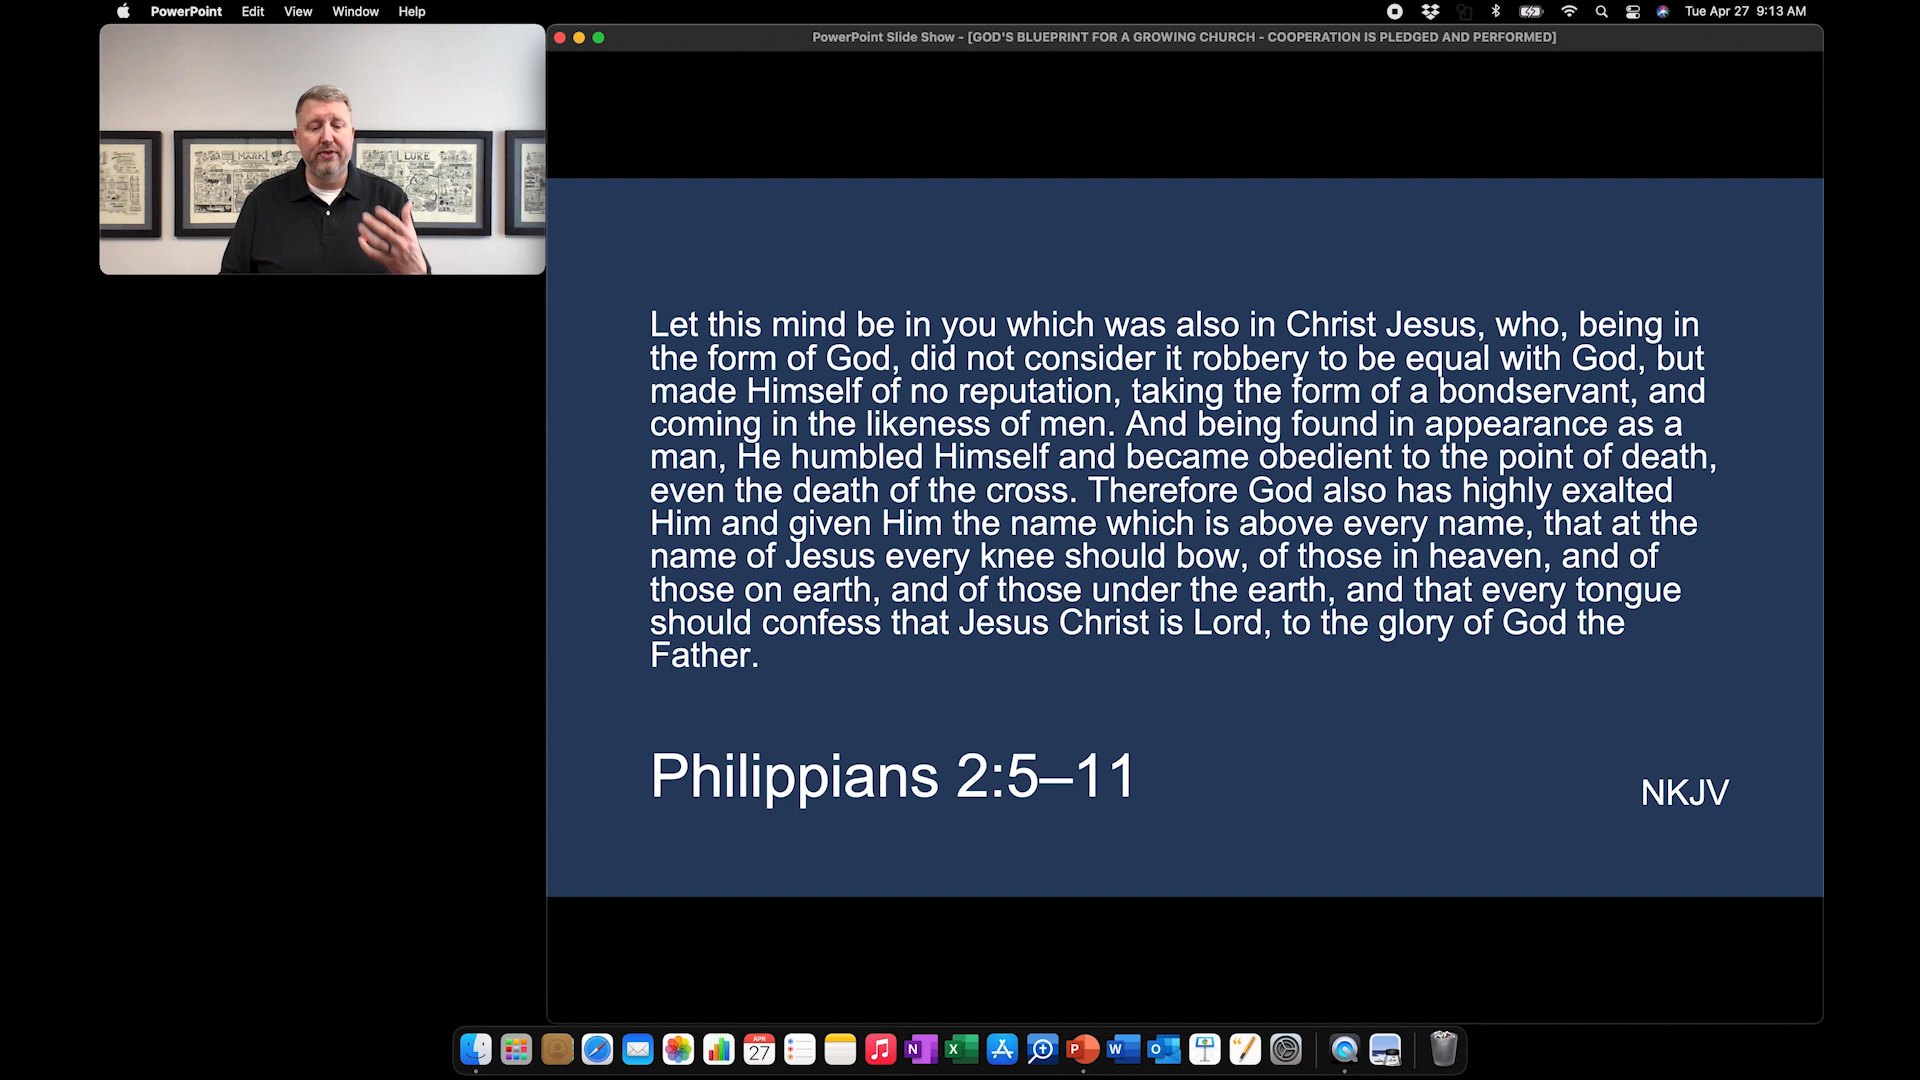 PowerPoint Edit View Window Help
Tue Apr 27 9:13 AM
PowerPoint Slide Show - [GOD'S BLUEPRINT FOR A GROWING CHURCH - COOPERATION IS PLEDGED AND PERFORMED]
MARK
LUKE
Let this mind be in you which was also in Christ Jesus, who, being in
the form of God, did not consider it robbery to be equal with God, but
made Himself of no reputation, taking the form of a bondservant, and
coming in the likeness of men. And being found in appearance as a
man, He humbled Himself and became obedient to the point of death,
even the death of the cross. Therefore God also has highly exalted
Him and given Him the name which is above every name, that at the
name of Jesus every knee should bow, of those in heaven, and of
those on earth, and of those under the earth, and that every tongue
should confess that Jesus Christ is Lord, to the glory of God the
Father.
Philippians 2:5–11
NKJV
APR
27
N
X
P
W
O